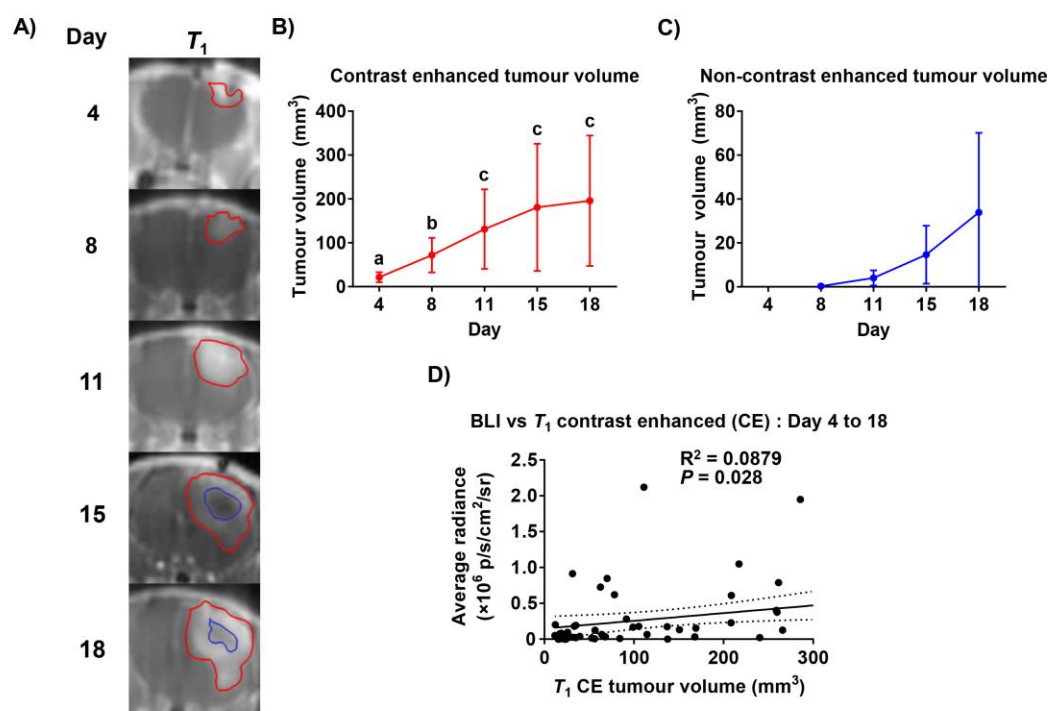 A)
Day
T1
4
8
11
15
18
B)
Contrast enhanced tumour volume
Tumour volume (mm³)
400
300
200
100
0
a
b
c
c
c
4 8 11 15 18
Day
C)
Non-contrast enhanced tumour volume
Tumour volume (mm³)
80
60
40
20
0
4 8 11 15 18
Day
D)
BLI vs T1 contrast enhanced (CE) : Day 4 to 18
R² = 0.0879
P = 0.028
Average radiance
(×10⁶ p/s/cm²/sr)
2.5
2.0
1.5
1.0
0.5
0.0
0 100 200 300
T1 CE tumour volume (mm³)